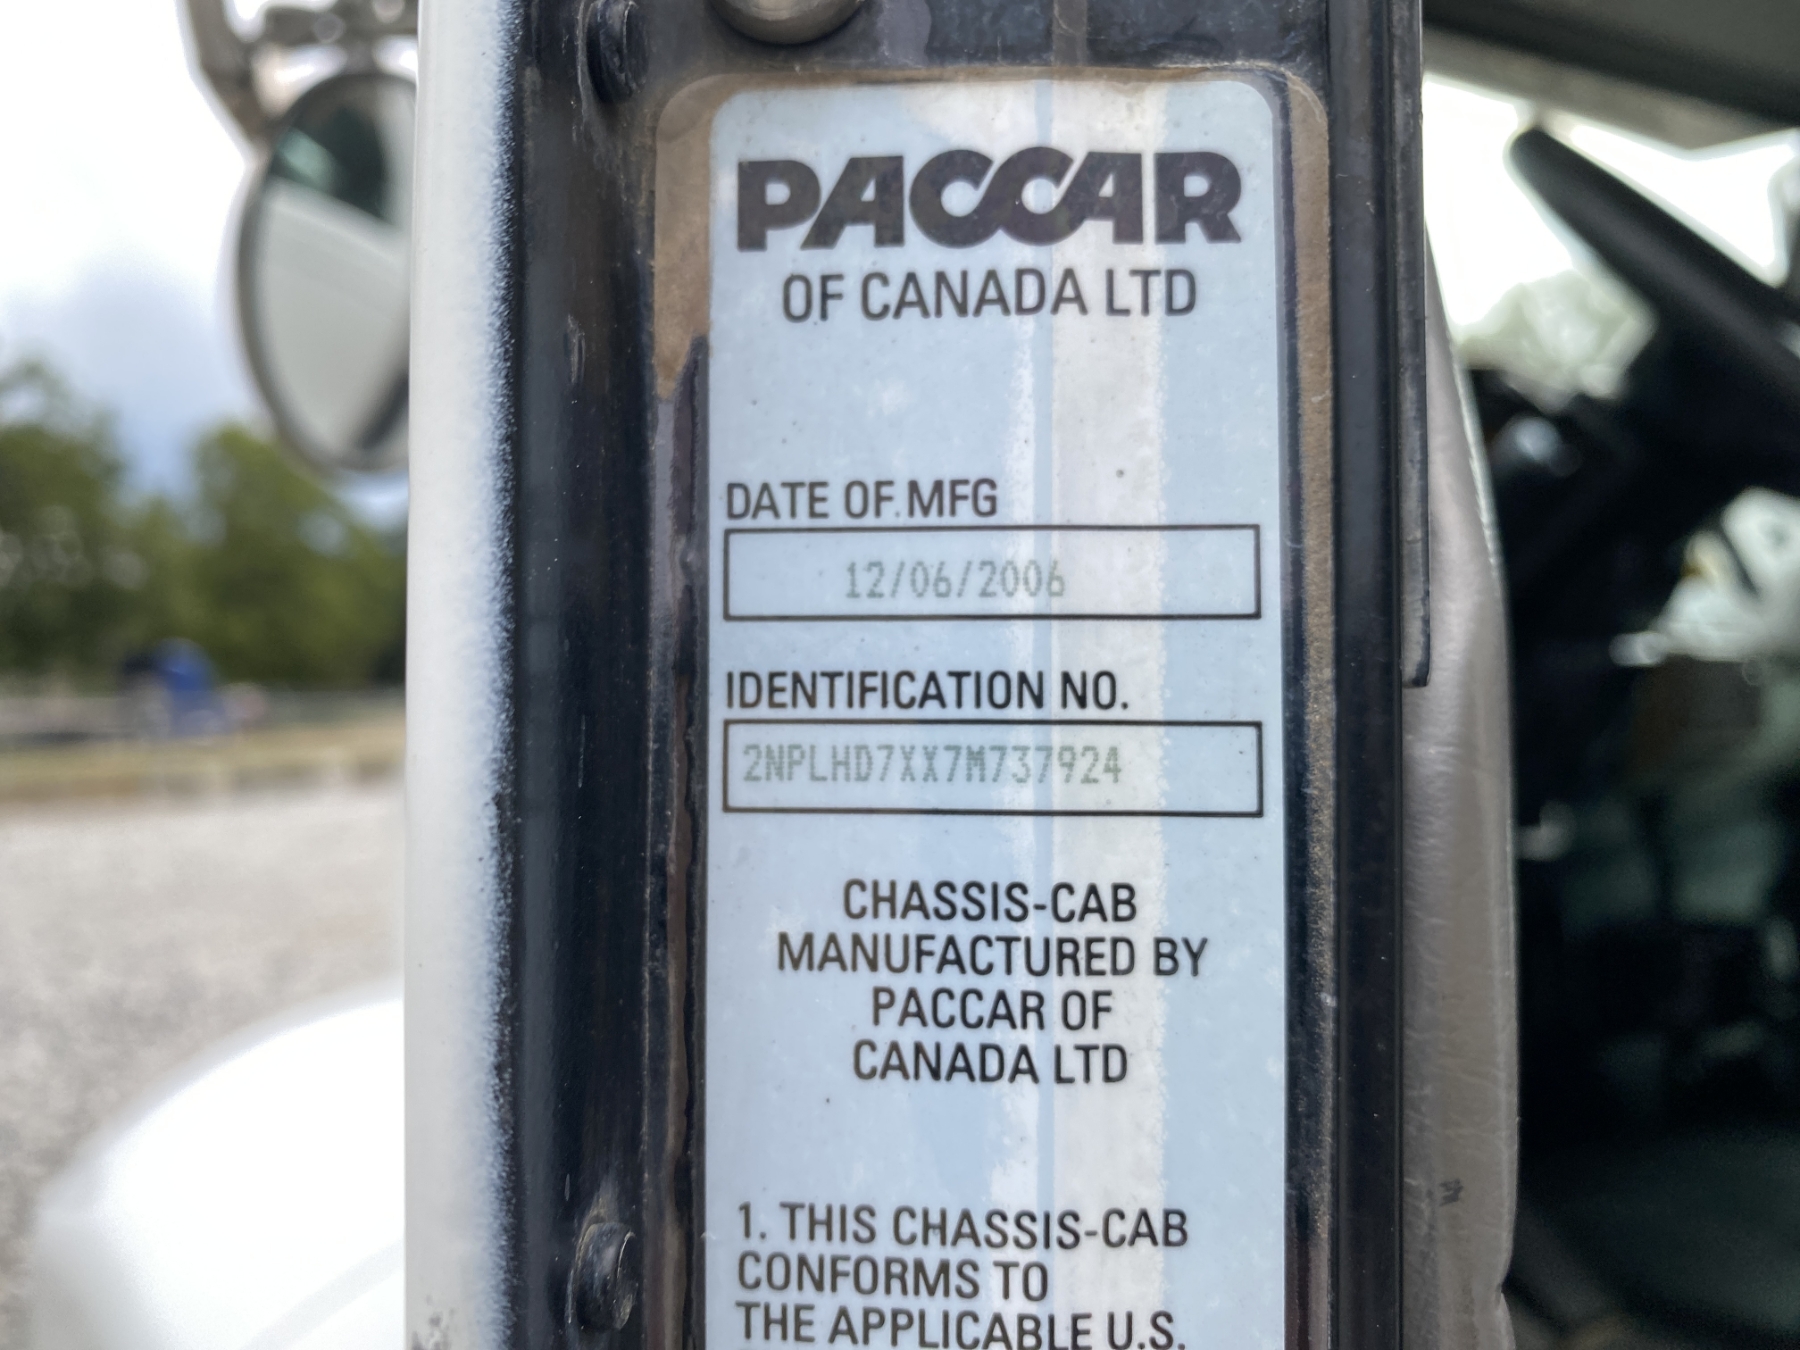 PACCAR
OF CANADA LTD
DATE OF MFG
12/06/2006
IDENTIFICATION NO.
2NPLHD7XX7M737924
CHASSIS-CAB
MANUFACTURED BY
PACCAR OF
CANADA LTD
1. THIS CHASSIS-CAB
CONFORMS TO
THE APPLICABLE U.S.